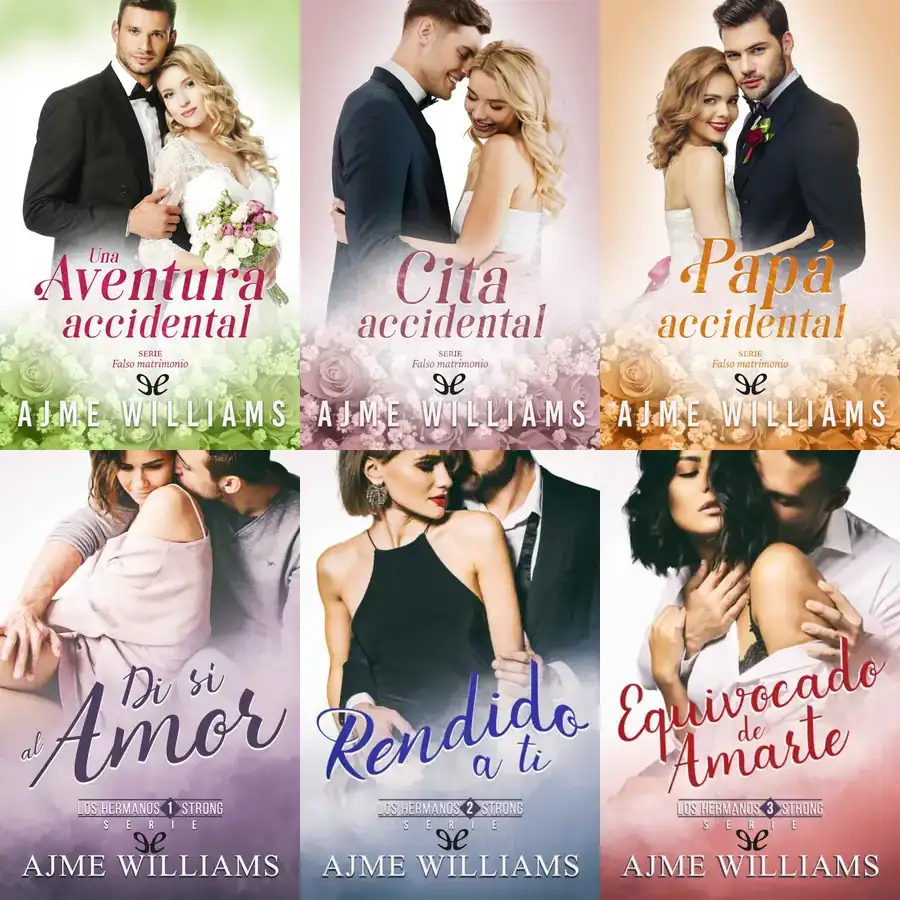 Una
Aventura
accidental
SERIE
Falso matrimonio
AJME WILLIAMS
Cita
accidental
SERIE
Falso matrimonio
AJME WILLIAMS
Papá
accidental
SERIE
Falso matrimonio
AJME WILLIAMS
Di si
al Amor
LOS HERMANOS 1 STRONG
SERIE
AJME WILLIAMS
Rendido
a ti
LOS HERMANOS 2 STRONG
SERIE
AJME WILLIAMS
Equivocado
de
Amarte
LOS HERMANOS 3 STRONG
SERIE
AJME WILLIAMS